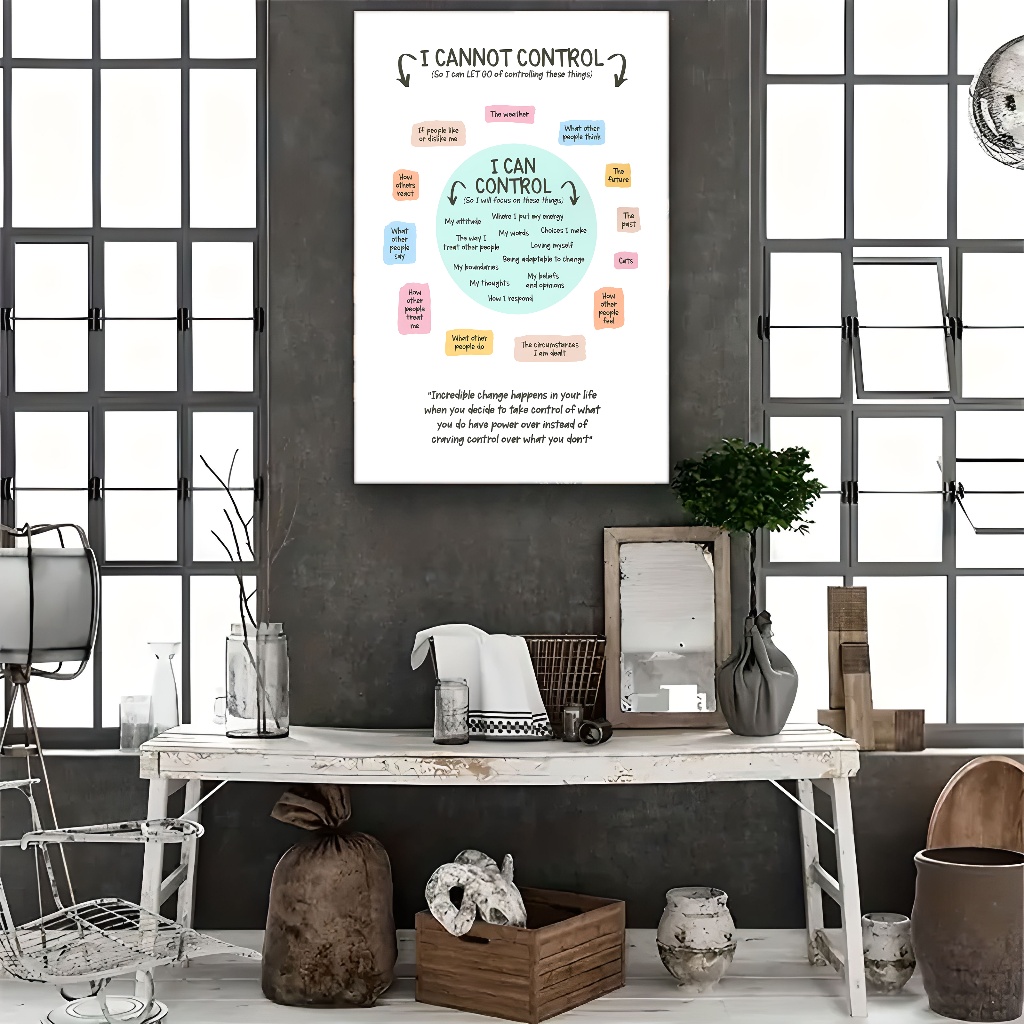 I CANNOT CONTROL
(So I can LET GO of controlling these things)
The weather
If people like
or dislike me
What other
people think
How
others
react
The
future
What
other
people
say
The
past
Cats
How
other
people
treat
me
How
other
people
feel
What other
people do
The circumstances
I am dealt
I CAN
CONTROL
(So I will focus on these things)
My attitude
Where I put my energy
My words
Choices I make
The way I
treat other people
Loving myself
Being adaptable to change
My boundaries
My thoughts
My beliefs
and opinions
How I respond
"Incredible change happens in your life
when you decide to take control of what
you do have power over instead of
craving control over what you don't"